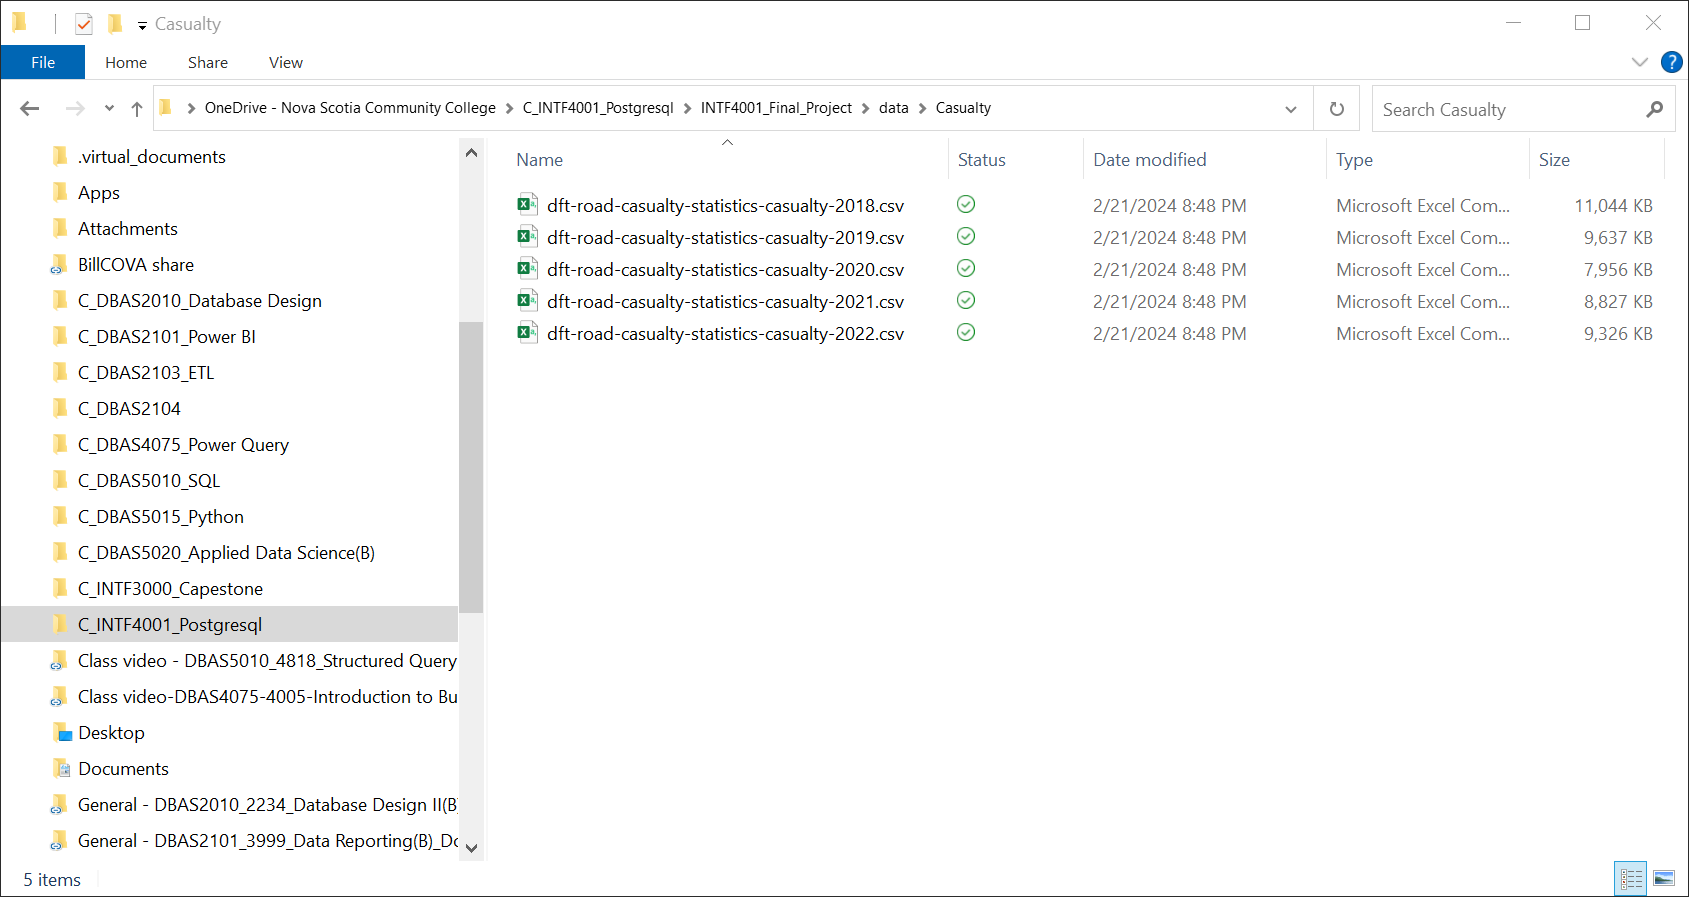 Casualty
File Home Share View
?
OneDrive - Nova Scotia Community College C_INTF4001_Postgresql INTF4001_Final_Project data Casualty
Search Casualty
.virtual_documents
Apps
Attachments
BillCOVA share
C_DBAS2010_Database Design
C_DBAS2101_Power BI
C_DBAS2103_ETL
C_DBAS2104
C_DBAS4075_Power Query
C_DBAS5010_SQL
C_DBAS5015_Python
C_DBAS5020_Applied Data Science(B)
C_INTF3000_Capestone
C_INTF4001_Postgresql
Class video - DBAS5010_4818_Structured Query
Class video-DBAS4075-4005-Introduction to Bu
Desktop
Documents
General - DBAS2010_2234_Database Design II(B)
General - DBAS2101_3999_Data Reporting(B)_Dc
Name Status Date modified Type Size
dft-road-casualty-statistics-casualty-2018.csv 2/21/2024 8:48 PM Microsoft Excel Com... 11,044 KB
dft-road-casualty-statistics-casualty-2019.csv 2/21/2024 8:48 PM Microsoft Excel Com... 9,637 KB
dft-road-casualty-statistics-casualty-2020.csv 2/21/2024 8:48 PM Microsoft Excel Com... 7,956 KB
dft-road-casualty-statistics-casualty-2021.csv 2/21/2024 8:48 PM Microsoft Excel Com... 8,827 KB
dft-road-casualty-statistics-casualty-2022.csv 2/21/2024 8:48 PM Microsoft Excel Com... 9,326 KB
5 items